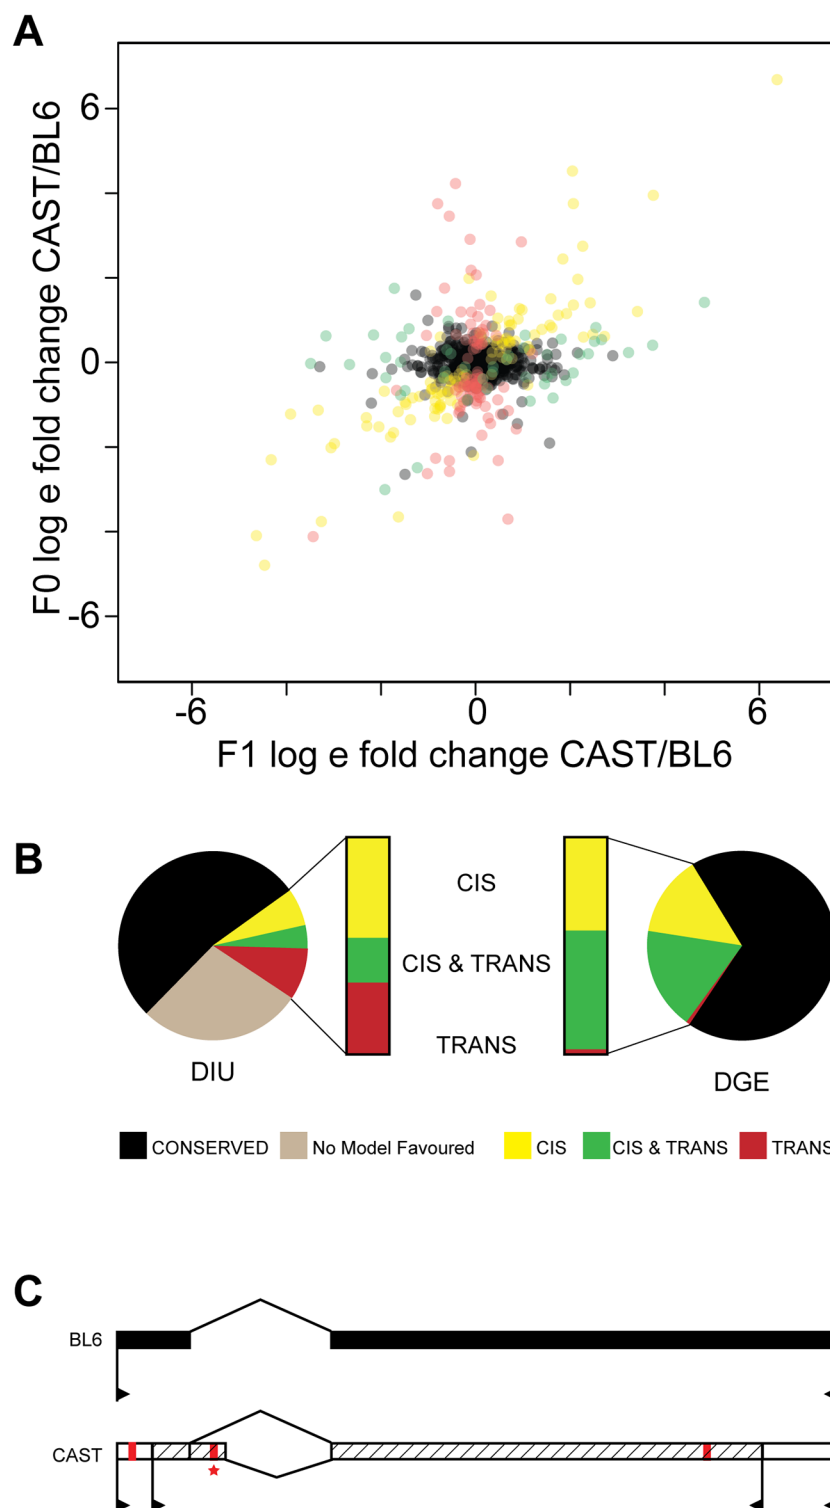 A
F0 log e fold change CAST/BL6
6
0
-6
-6 0 6
F1 log e fold change CAST/BL6
B
CIS
CIS & TRANS
TRANS
DIU
DGE
CONSERVED No Model Favoured CIS CIS & TRANS TRANS
C
BL6
CAST